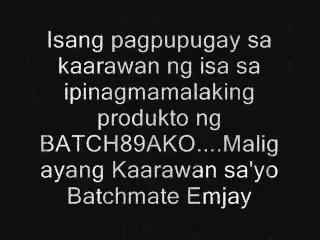 Isang pagpupugay sa
kaarawan ng isa sa
ipinagmamalaking
produkto ng
BATCH89AKO....Malig
ayang Kaarawan sa'yo
Batchmate Emjay